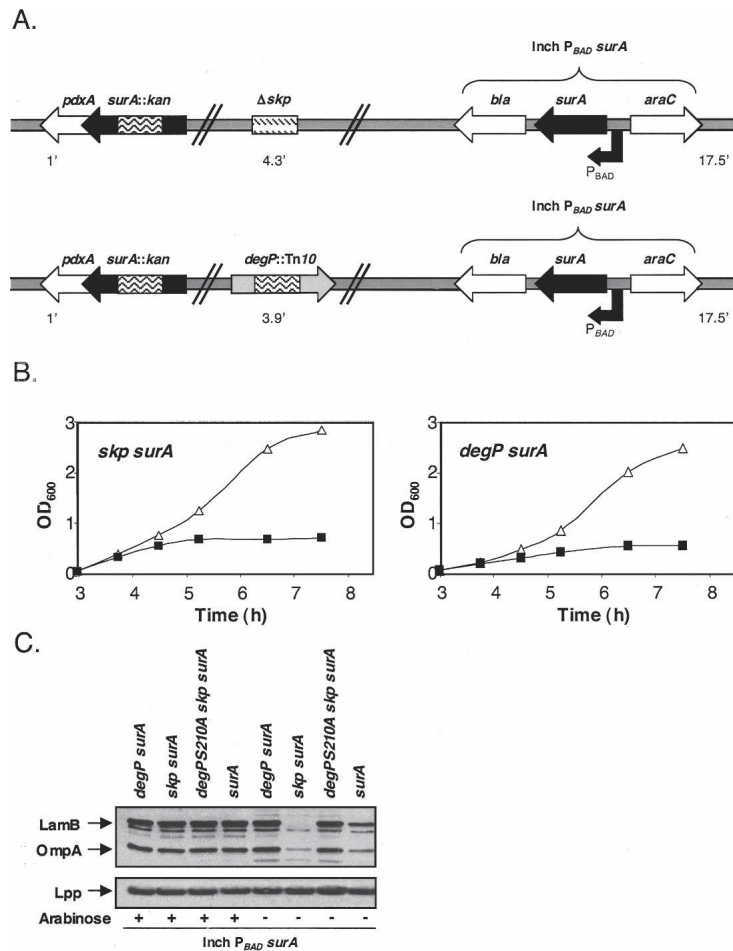 A.
Inch P_BAD surA
pdxA surA::kan Δskp bla surA araC
1' 4.3' P_BAD 17.5'
Inch P_BAD surA
pdxA surA::kan degP::Tn10 bla surA araC
1' 3.9' P_BAD 17.5'
B.
skp surA
OD600
3
2
1
0
3 4 5 6 7 8
Time (h)
degP surA
OD600
3
2
1
0
3 4 5 6 7 8
Time (h)
C.
degP surA
skp surA
degPS210A skp surA
surA
degP surA
skp surA
degPS210A skp surA
surA
LamB
OmpA
Lpp
Arabinose + + + + - - - -
Inch P_BAD surA